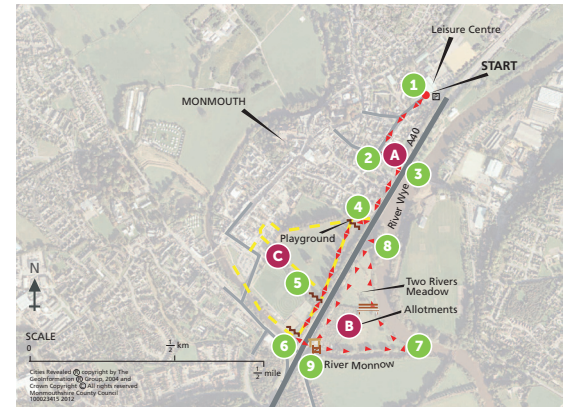 Leisure Centre
START
1
P
MONMOUTH
A40
A
2
3
4
River Wye
Playground
8
C
N
5
Two Rivers
Meadow
Allotments
B
SCALE
0
½ km
½ mile
6
7
9
River Monnow
Cities Revealed ® copyright by The
Geoinformation ® Group, 2004 and
Crown Copyright © All rights reserved
Monmouthshire County Council
100023415 2012